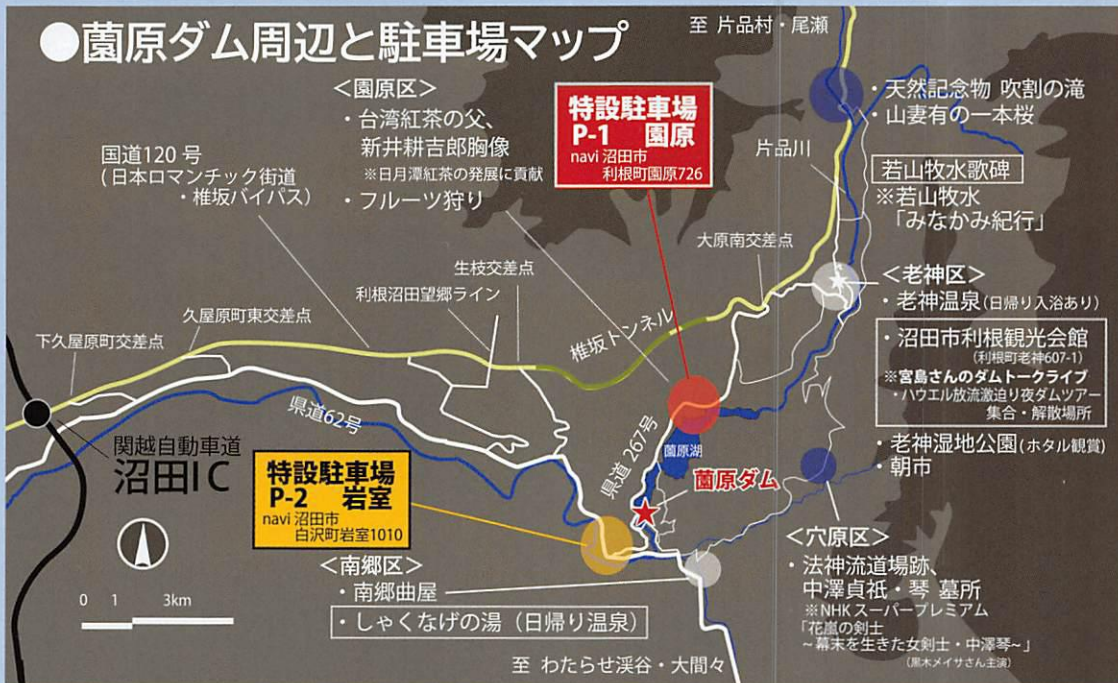 ●薗原ダム周辺と駐車場マップ
至 片品村・尾瀬
<園原区>
・台湾紅茶の父、
新井耕吉郎胸像
※日月潭紅茶の発展に貢献
・フルーツ狩り
特設駐車場
P-1 園原
navi 沼田市
利根町園原726
・天然記念物 吹割の滝
・山妻有の一本桜
片品川
国道120 号
(日本ロマンチック街道
・椎坂バイパス)
若山牧水歌碑
※若山牧水
「みなかみ紀行」
大原南交差点
生枝交差点
利根沼田望郷ライン
久屋原町東交差点
下久屋原町交差点
椎坂トンネル
<老神区>
・老神温泉(日帰り入浴あり)
・沼田市利根観光会館
(利根町老神607-1)
※宮島さんのダムトークライブ
・ハウエル放流激迫り夜ダムツアー
集合・解散場所
・老神湿地公園(ホタル観賞)
・朝市
県道62号
県道 267号
関越自動車道
沼田IC
薗原湖
薗原ダム
特設駐車場
P-2 岩室
navi 沼田市
白沢町岩室1010
<南郷区>
・南郷曲屋
・しゃくなげの湯(日帰り温泉)
0 1 3km
<穴原区>
・法神流道場跡、
中澤貞祇・琴 墓所
※NHKスーパープレミアム
「花嵐の剣士
~幕末を生きた女剣士・中澤琴~」
(黒木メイサさん主演)
至 わたらせ渓谷・大間々